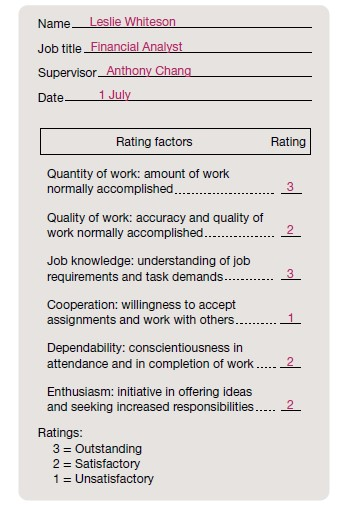 Name Leslie Whiteson
Job title Financial Analyst
Supervisor Anthony Chang
Date 1 July
Rating factors Rating
Quantity of work: amount of work
normally accomplished 3
Quality of work: accuracy and quality of
work normally accomplished 2
Job knowledge: understanding of job
requirements and task demands 3
Cooperation: willingness to accept
assignments and work with others 1
Dependability: conscientiousness in
attendance and in completion of work 2
Enthusiasm: initiative in offering ideas
and seeking increased responsibilities 2
Ratings:
3 = Outstanding
2 = Satisfactory
1 = Unsatisfactory